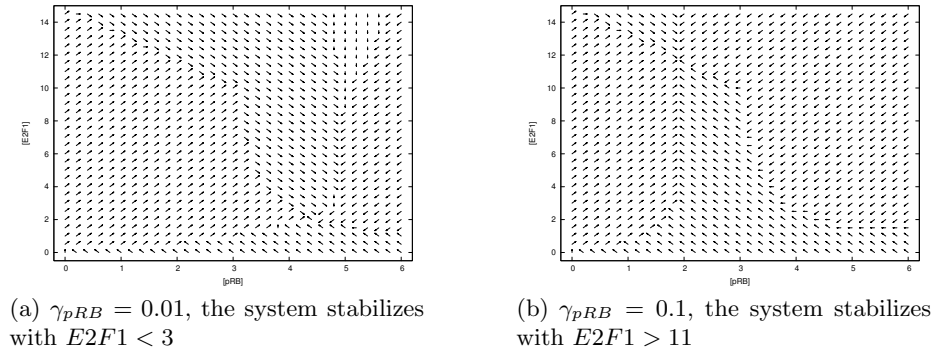 14
12
10
8
6
4
2
0
[E2F1]
0 1 2 3 4 5 6
[pRB]
14
12
10
8
6
4
2
0
[E2F1]
0 1 2 3 4 5 6
[pRB]
(a) γpRB = 0.01, the system stabilizes
with E2F1 < 3
(b) γpRB = 0.1, the system stabilizes
with E2F1 > 11